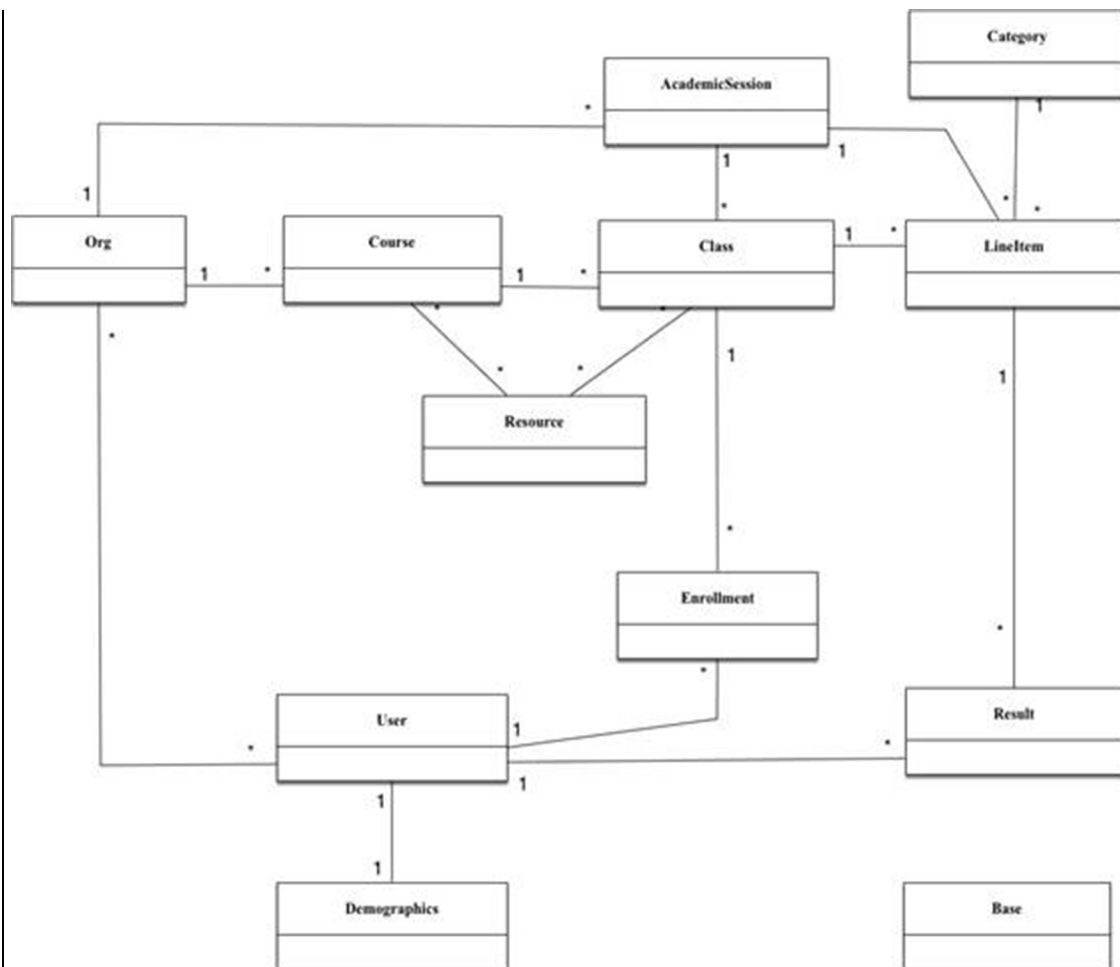 Category
AcademicSession
*
1
1
1
1
*
*
*
Org
Course
Class
LineItem
1
*
1
*
1
*
*
*
*
*
*
1
1
Resource
*
Enrollment
*
*
User
Result
1
*
*
1
1
1
Demographics
Base